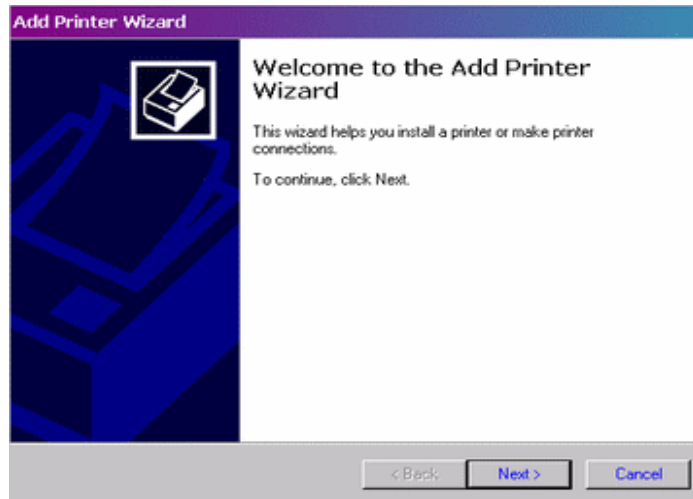 Add Printer Wizard
Welcome to the Add Printer
Wizard
This wizard helps you install a printer or make printer
connections.
To continue, click Next.
< Back
Next >
Cancel